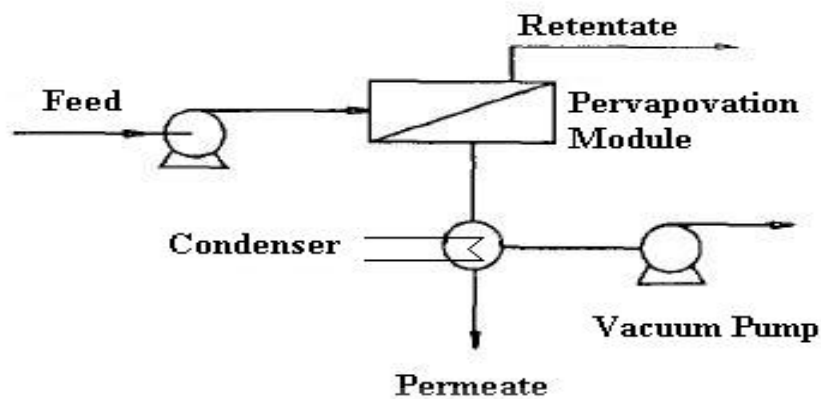 Retentate
Feed
Pervapovation
Module
Condenser
Vacuum Pump
Permeate